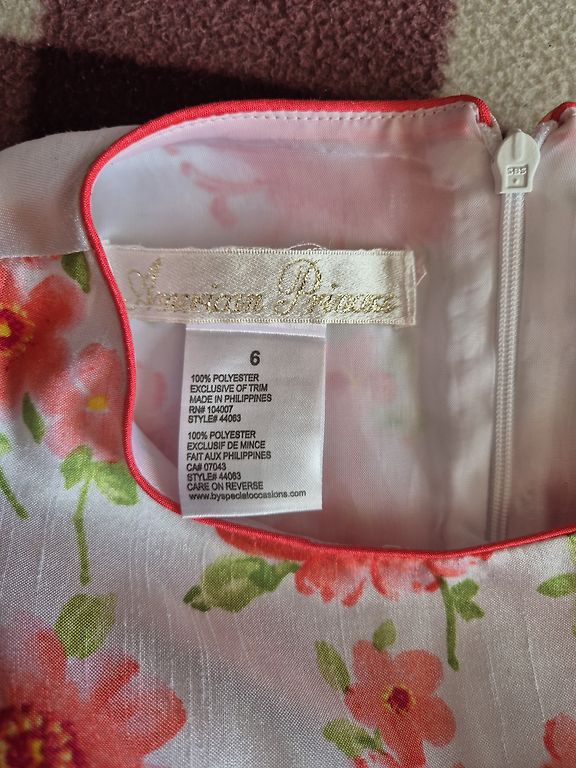 SBS
American Princess
6
100% POLYESTER
EXCLUSIVE OF TRIM
MADE IN PHILIPPINES
RN# 104007
STYLE# 44063
100% POLYESTER
EXCLUSIF DE MINCE
FAIT AUX PHILIPPINES
CA# 07043
STYLE# 44063
CARE ON REVERSE
www.byspecialoccasions.com